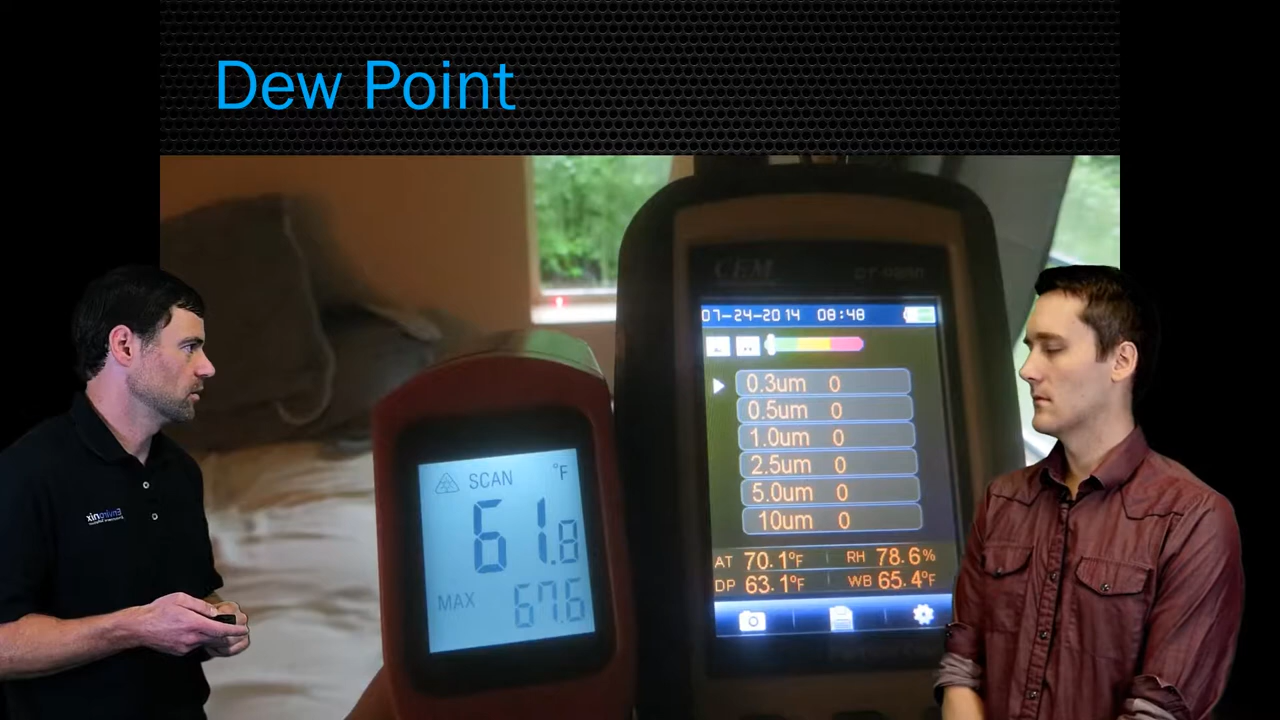 Dew Point
CEM
07-24-2014 08:48
0.3um 0
0.5um 0
1.0um 0
2.5um 0
5.0um 0
10um 0
AT 70.1°F RH 78.6%
DP 63.1°F WB 65.4°F
SCAN °F
61.8
MAX 67.6
Environix